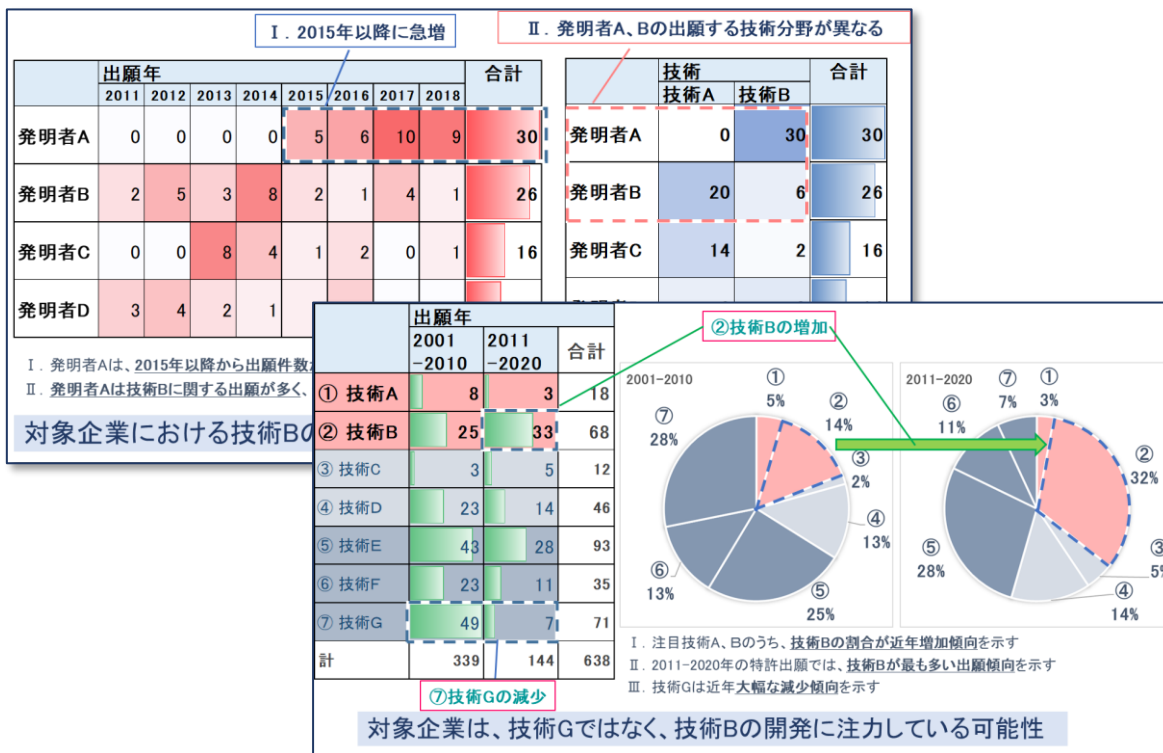 Ⅰ. 2015年以降に急増
Ⅱ. 発明者A、Bの出願する技術分野が異なる
出願年 合計
2011 2012 2013 2014 2015 2016 2017 2018
発明者A 0 0 0 0 5 6 10 9 30
発明者B 2 5 3 8 2 1 4 1 26
発明者C 0 0 8 4 1 2 0 1 16
発明者D 3 4 2 1
技術 合計
技術A 技術B
発明者A 0 30 30
発明者B 20 6 26
発明者C 14 2 16
Ⅰ. 発明者Aは、2015年以降から出願件数
Ⅱ. 発明者Aは技術Bに関する出願が多く、
対象企業における技術Bの
出願年
2001-2010 2011-2020 合計
① 技術A 8 3 18
② 技術B 25 33 68
③ 技術C 3 5 12
④ 技術D 23 14 46
⑤ 技術E 43 28 93
⑥ 技術F 23 11 35
⑦ 技術G 49 7 71
計 339 144 638
②技術Bの増加
⑦技術Gの減少
2001-2010
① 5%
② 14%
③ 2%
④ 13%
⑤ 25%
⑥ 13%
⑦ 28%
2011-2020
① 3%
② 32%
③ 5%
④ 14%
⑤ 28%
⑥ 11%
⑦ 7%
Ⅰ. 注目技術A、Bのうち、技術Bの割合が近年増加傾向を示す
Ⅱ. 2011-2020年の特許出願では、技術Bが最も多い出願傾向を示す
Ⅲ. 技術Gは近年大幅な減少傾向を示す
対象企業は、技術Gではなく、技術Bの開発に注力している可能性